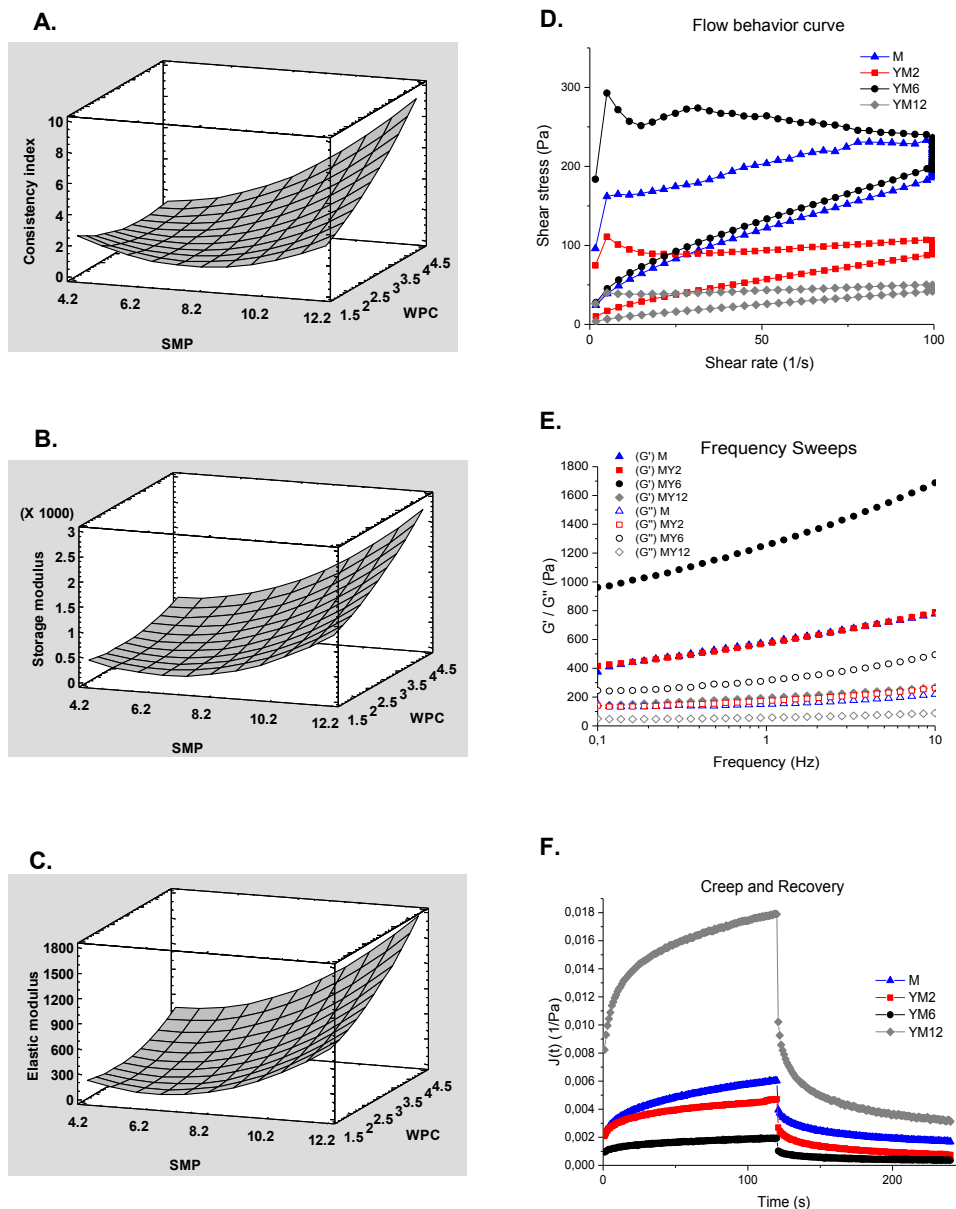 A.
Consistency index
10
8
6
4
2
0
4.2
6.2
8.2
10.2
12.2
SMP
1.5
2
2.5
3
3.5
4
4.5
WPC
B.
(X 1000)
Storage modulus
3
2.5
2
1.5
1
0.5
0
4.2
6.2
8.2
10.2
12.2
SMP
1.5
2
2.5
3
3.5
4
4.5
WPC
C.
Elastic modulus
1800
1500
1200
900
600
300
0
4.2
6.2
8.2
10.2
12.2
SMP
1.5
2
2.5
3
3.5
4
4.5
WPC
D.
Flow behavior curve
M
YM2
YM6
YM12
Shear stress (Pa)
300
250
200
150
100
50
0
0
50
100
Shear rate (1/s)
E.
Frequency Sweeps
(G') M
(G') MY2
(G') MY6
(G') MY12
(G'') M
(G'') MY2
(G'') MY6
(G'') MY12
G' / G'' (Pa)
1800
1600
1400
1200
1000
800
600
400
200
0
0,1
1
10
Frequency (Hz)
F.
Creep and Recovery
M
YM2
YM6
YM12
J(t) (1/Pa)
0,018
0,016
0,014
0,012
0,010
0,008
0,006
0,004
0,002
0,000
0
100
200
Time (s)